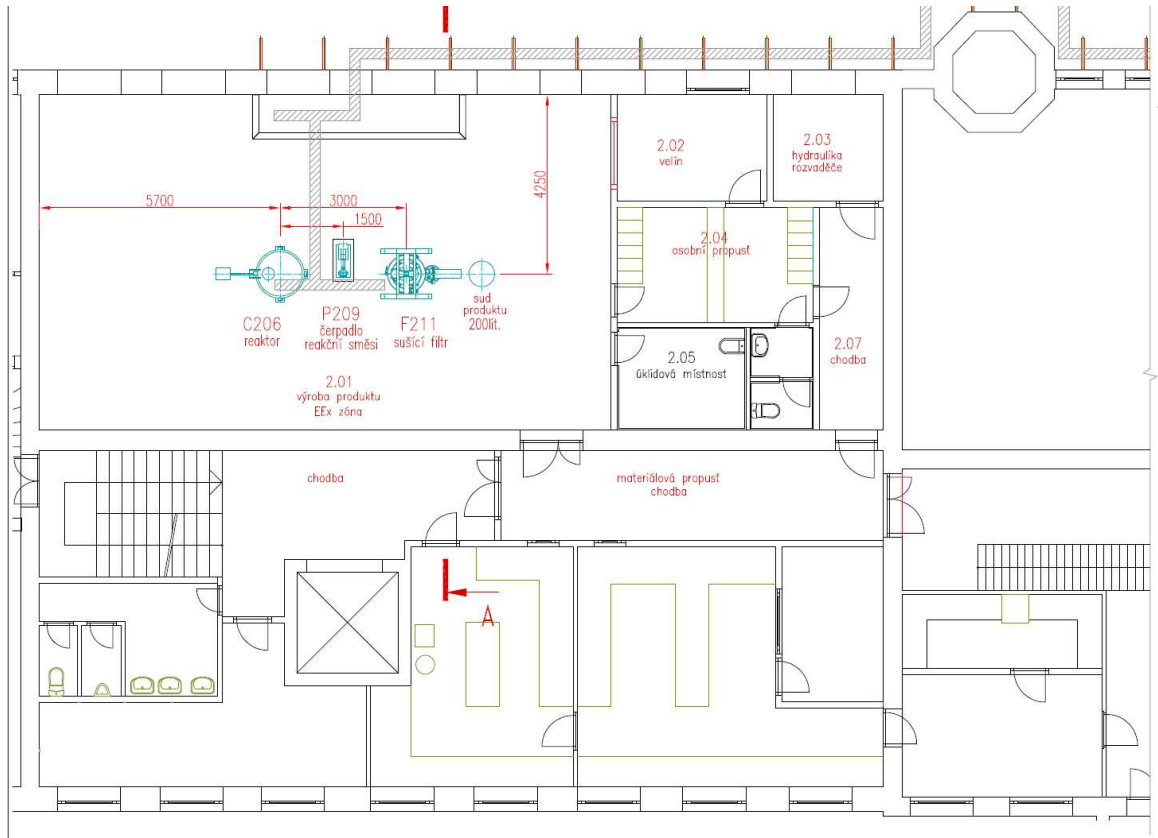 2.02
velín
2.03
hydraulika
rozvaděče
5700
3000
1500
4250
2.04
osobní propusť
C206
reaktor
P209
čerpadlo
reakční směsi
F211
sušící filtr
sud
produktu
200lit.
2.05
úklidová místnost
2.07
chodba
2.01
výroba produktu
EEx zóna
chodba
materiálová propusť
chodba
A